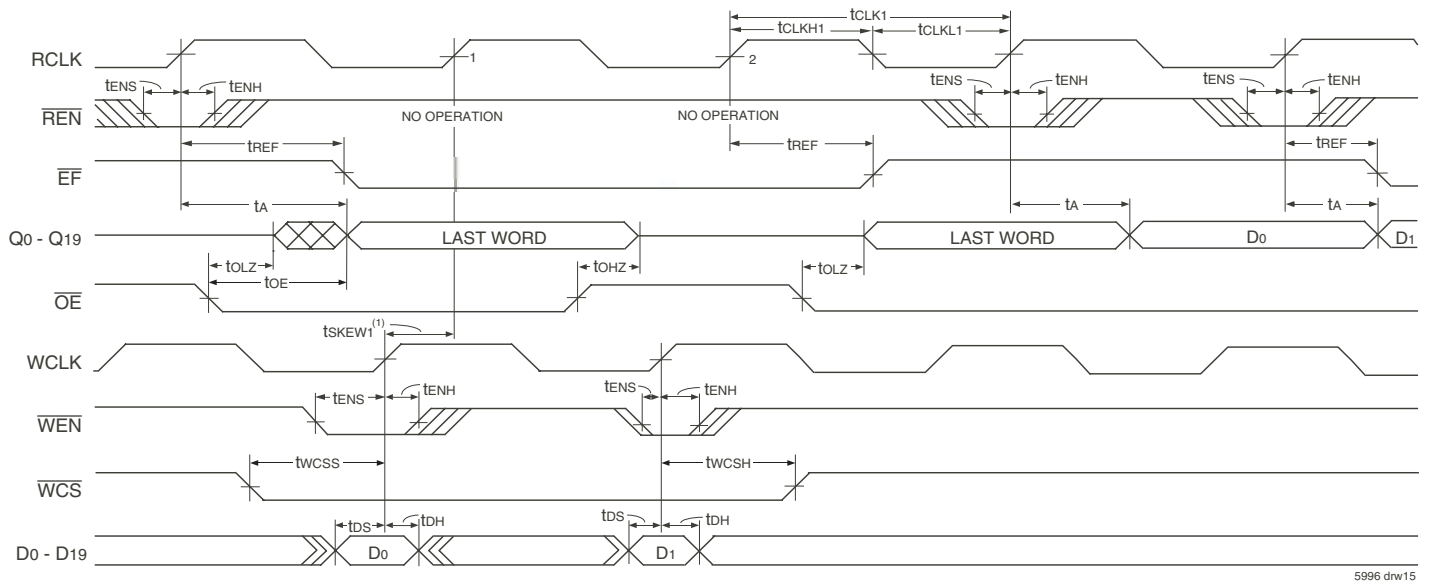 tCLK1
tCLKH1 tCLKL1
RCLK 1 2
tENS tENH tENS tENH tENS tENH
REN NO OPERATION NO OPERATION
tREF tREF tREF
EF
tA tA tA
Q0 - Q19 LAST WORD LAST WORD D0 D1
tOLZ tOHZ tOLZ
tOE
OE
tSKEW1(1)
WCLK
tENS tENH tENS tENH
WEN
tWCSS tWCSH
WCS
tDS tDH tDS tDH
D0 - D19 D0 D1
5996 drw15